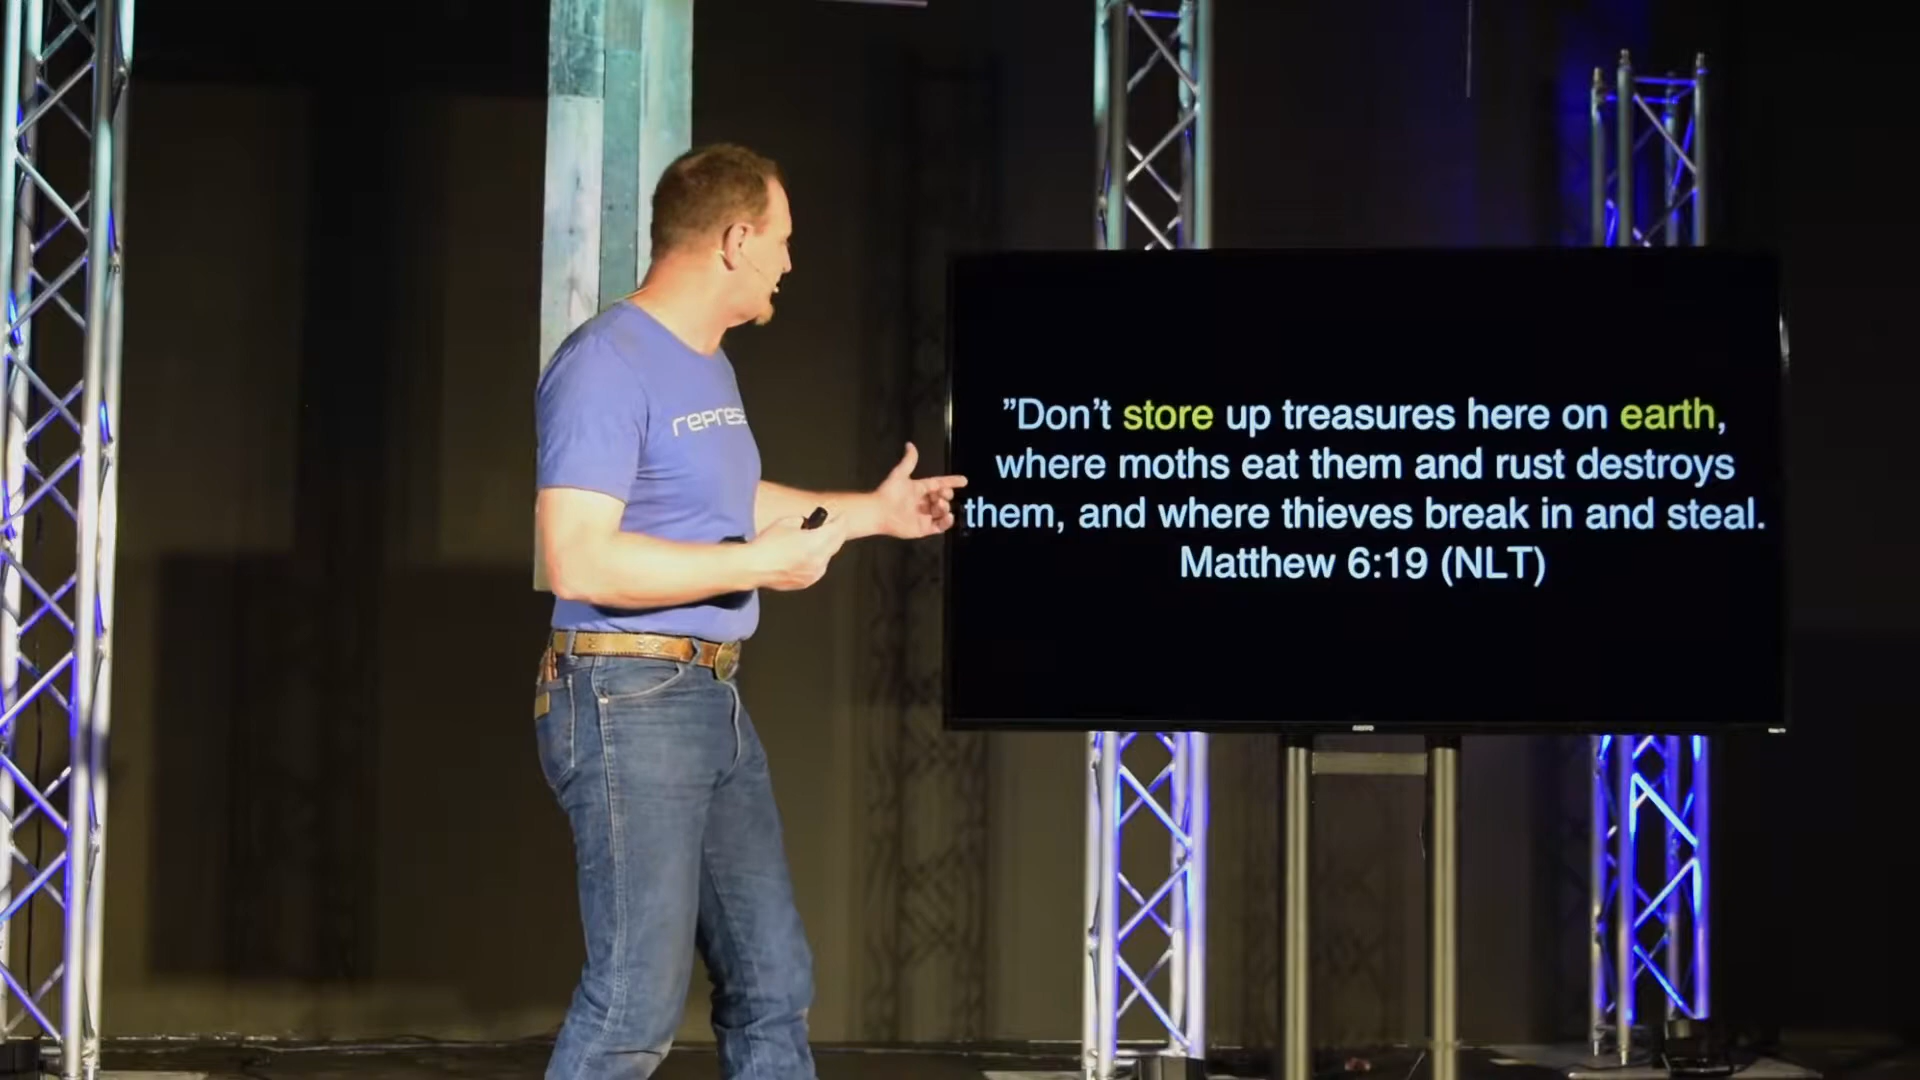 represe
”Don’t store up treasures here on earth,
where moths eat them and rust destroys
them, and where thieves break in and steal.
Matthew 6:19 (NLT)